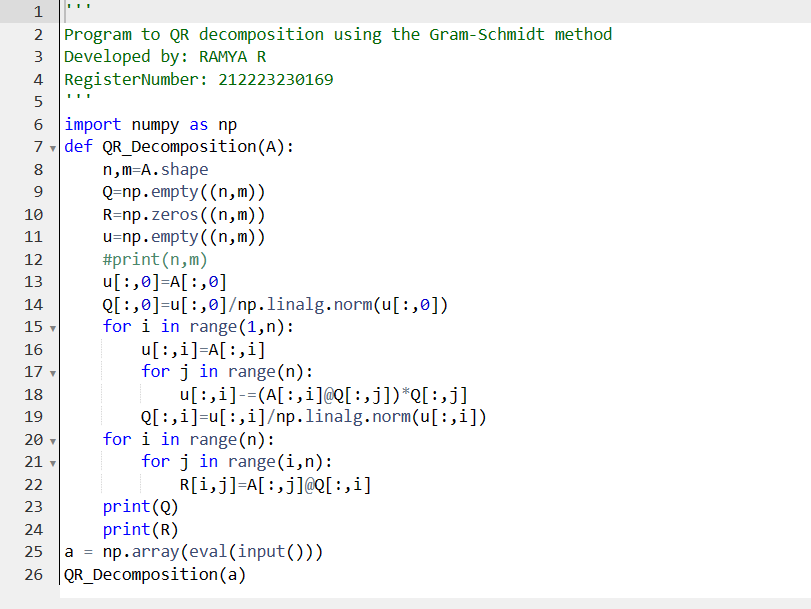 1 '''
2 Program to QR decomposition using the Gram-Schmidt method
3 Developed by: RAMYA R
4 RegisterNumber: 212223230169
5 '''
6 import numpy as np
7 def QR_Decomposition(A):
8     n,m=A.shape
9     Q=np.empty((n,m))
10     R=np.zeros((n,m))
11     u=np.empty((n,m))
12     #print(n,m)
13     u[:,0]=A[:,0]
14     Q[:,0]=u[:,0]/np.linalg.norm(u[:,0])
15     for i in range(1,n):
16         u[:,i]=A[:,i]
17         for j in range(n):
18             u[:,i]-=(A[:,i]@Q[:,j])*Q[:,j]
19         Q[:,i]=u[:,i]/np.linalg.norm(u[:,i])
20     for i in range(n):
21         for j in range(i,n):
22             R[i,j]=A[:,j]@Q[:,i]
23     print(Q)
24     print(R)
25 a = np.array(eval(input()))
26 QR_Decomposition(a)